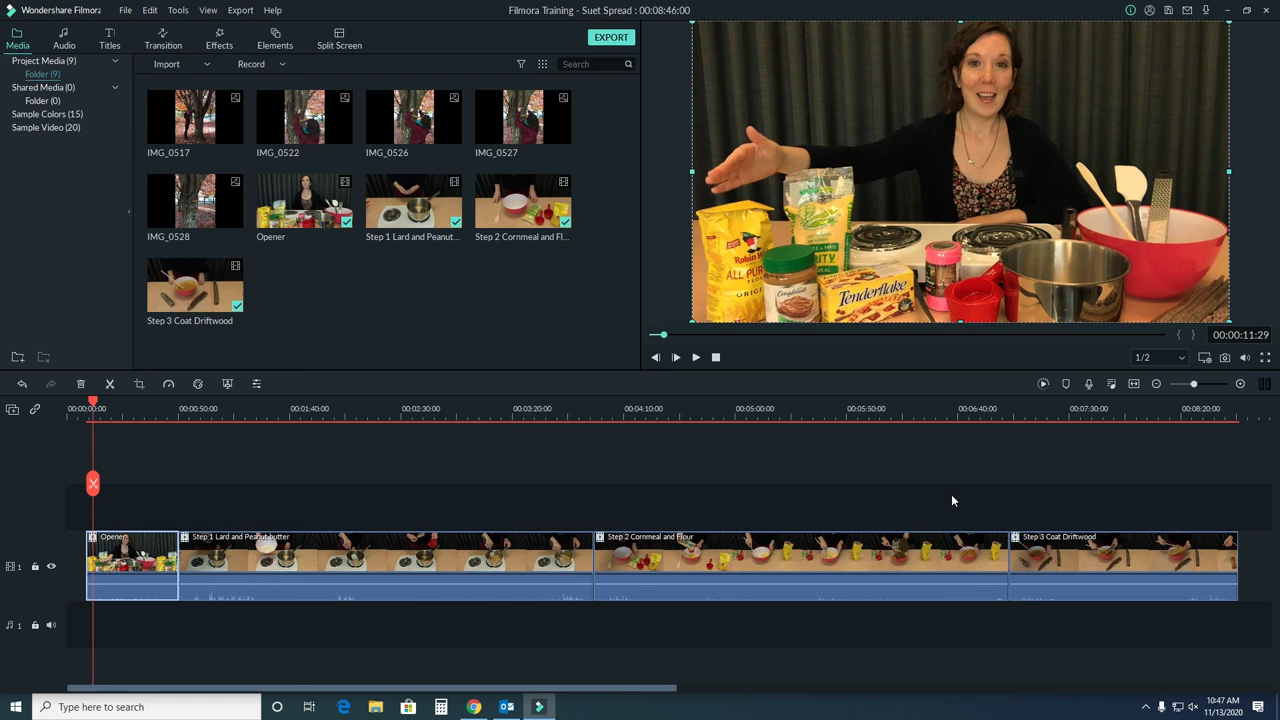 Wondershare Filmora File Edit Tools View Export Help Filmora Training - Suet Spread : 00:08:46:00
Media Audio Titles Transition Effects Elements Split Screen EXPORT
Project Media (9)
Folder (9)
Shared Media (0)
Folder (0)
Sample Colors (15)
Sample Video (20)
Import Record Search
IMG_0517 IMG_0522 IMG_0526 IMG_0527
IMG_0528 Opener Step 1 Lard and Peanut... Step 2 Cornmeal and Fl...
Step 3 Coat Driftwood
ALL PUR
Compliments
Tenderflake
00:00:11:29
1/2
00:00:00:00 00:00:50:00 00:01:40:00 00:02:30:00 00:03:20:00 00:04:10:00 00:05:00:00 00:05:50:00 00:06:40:00 00:07:30:00 00:08:20:00
Opener Step 1 Lard and Peanut butter Step 2 Cornmeal and Flour Step 3 Coat Driftwood
1
1
Type here to search
10:47 AM
11/13/2020